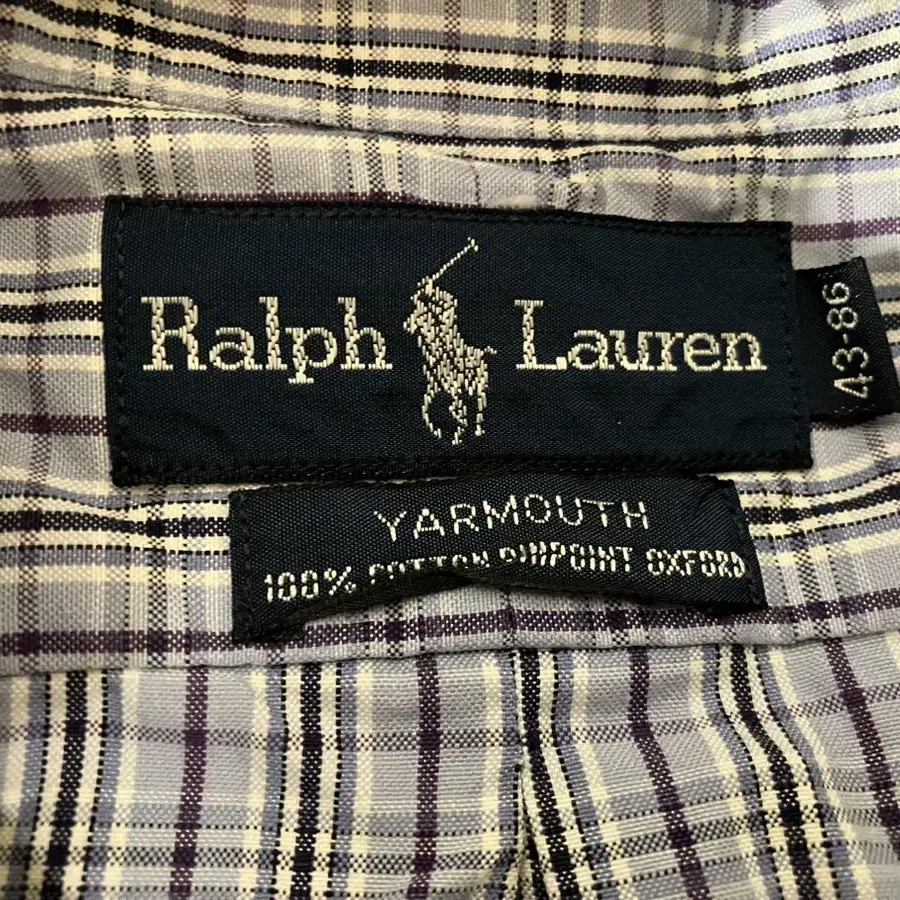 Ralph Lauren
43-86
YARMOUTH
100% COTTON PINPOINT OXFORD